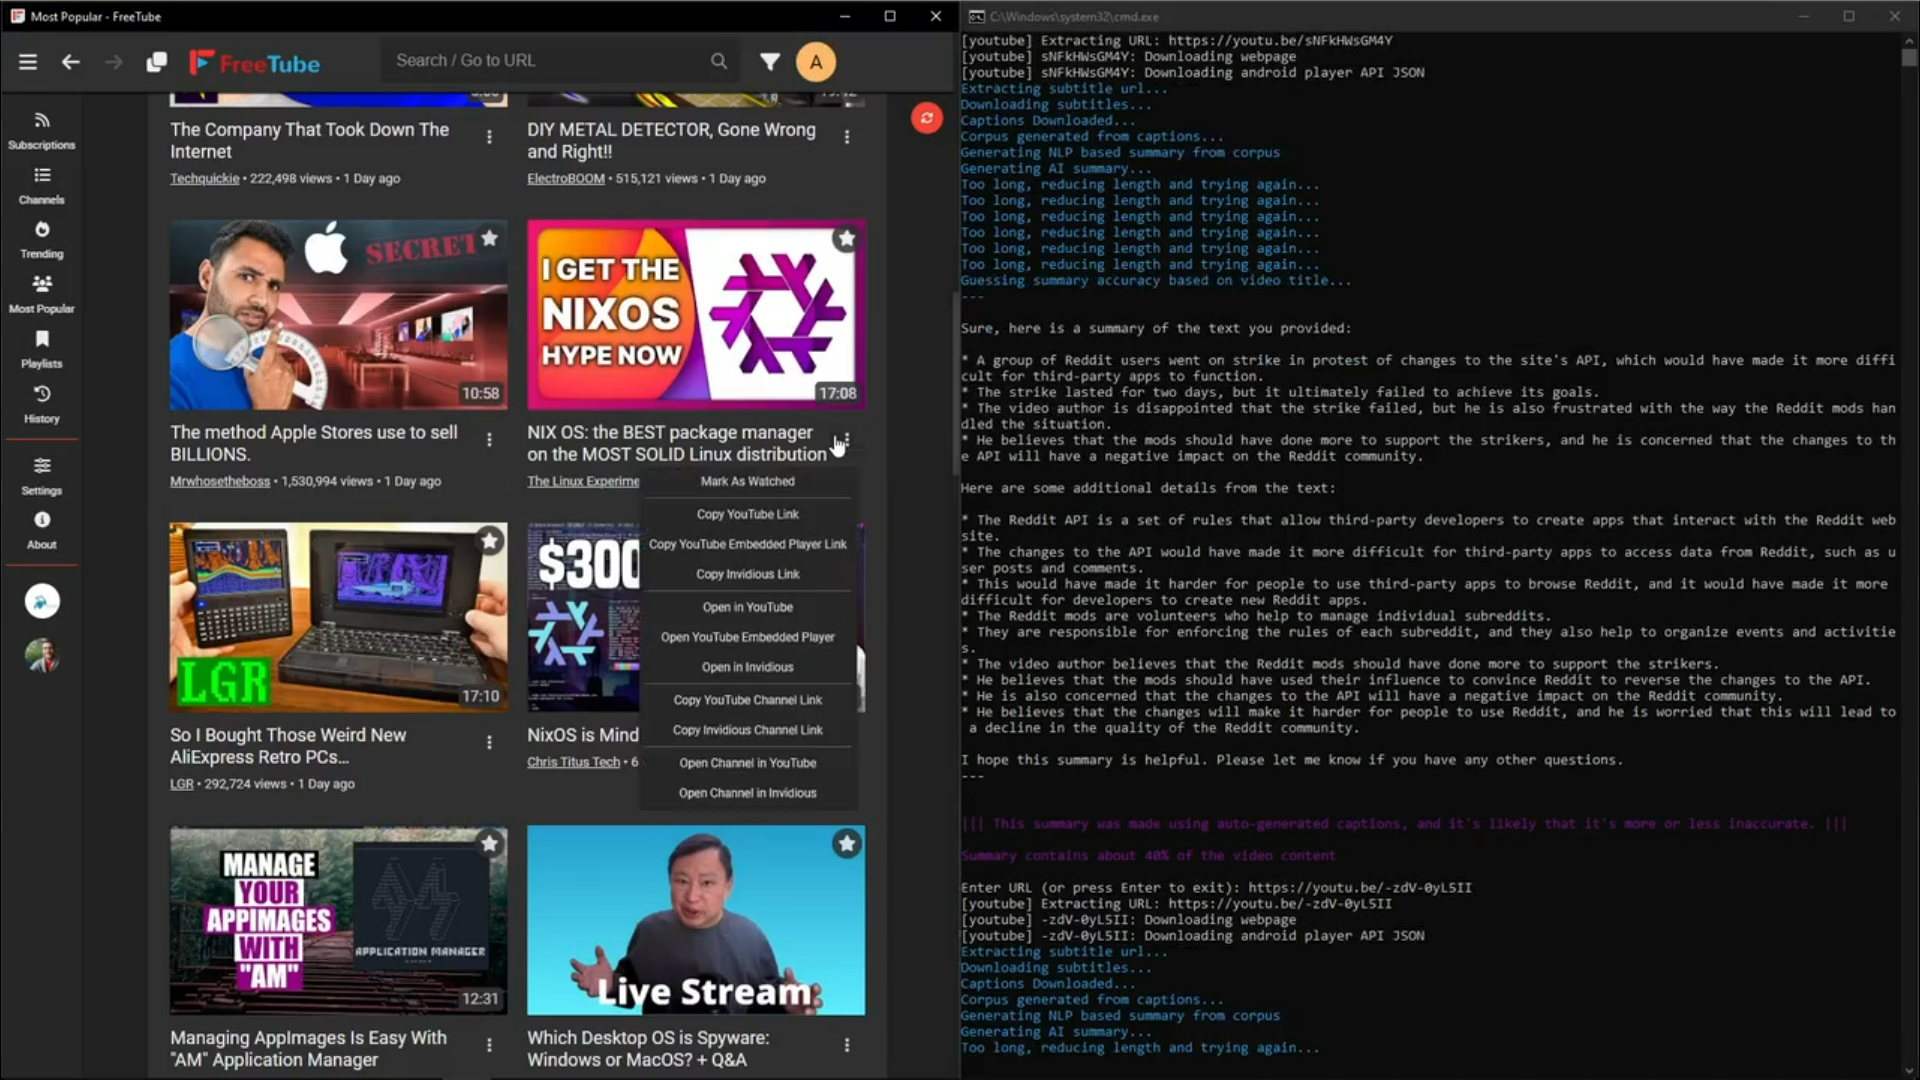 Most Popular - FreeTube
FreeTube
Search / Go to URL
A
Subscriptions
Channels
Trending
Most Popular
Playlists
History
Settings
About
The Company That Took Down The
Internet
Techquickie • 222,498 views • 1 Day ago
DIY METAL DETECTOR, Gone Wrong
and Right!!
ElectroBOOM • 515,121 views • 1 Day ago
SECRET
10:58
The method Apple Stores use to sell
BILLIONS.
Mrwhosetheboss • 1,530,994 views • 1 Day ago
I GET THE
NIXOS
HYPE NOW
17:08
NIX OS: the BEST package manager
on the MOST SOLID Linux distribution
The Linux Experime
Mark As Watched
Copy YouTube Link
Copy YouTube Embedded Player Link
Copy Invidious Link
Open in YouTube
Open YouTube Embedded Player
Open in Invidious
Copy YouTube Channel Link
Copy Invidious Channel Link
Open Channel in YouTube
Open Channel in Invidious
LGR
17:10
So I Bought Those Weird New
AliExpress Retro PCs...
LGR • 292,724 views • 1 Day ago
$300
NixOS is Mind
Chris Titus Tech • 6
MANAGE
YOUR
APPIMAGES
WITH
"AM"
APPLICATION MANAGER
12:31
Managing AppImages Is Easy With
"AM" Application Manager
Live Stream
Which Desktop OS is Spyware:
Windows or MacOS? + Q&A
C:\Windows\system32\cmd.exe
[youtube] Extracting URL: https://youtu.be/sNFkHWsGM4Y
[youtube] sNFkHWsGM4Y: Downloading webpage
[youtube] sNFkHWsGM4Y: Downloading android player API JSON
Extracting subtitle url...
Downloading subtitles...
Captions Downloaded...
Corpus generated from captions...
Generating NLP based summary from corpus
Generating AI summary...
Too long, reducing length and trying again...
Too long, reducing length and trying again...
Too long, reducing length and trying again...
Too long, reducing length and trying again...
Too long, reducing length and trying again...
Too long, reducing length and trying again...
Guessing summary accuracy based on video title...
---
Sure, here is a summary of the text you provided:
* A group of Reddit users went on strike in protest of changes to the site's API, which would have made it more diffi
cult for third-party apps to function.
* The strike lasted for two days, but it ultimately failed to achieve its goals.
* The video author is disappointed that the strike failed, but he is also frustrated with the way the Reddit mods han
dled the situation.
* He believes that the mods should have done more to support the strikers, and he is concerned that the changes to th
e API will have a negative impact on the Reddit community.
Here are some additional details from the text:
* The Reddit API is a set of rules that allow third-party developers to create apps that interact with the Reddit web
site.
* The changes to the API would have made it more difficult for third-party apps to access data from Reddit, such as u
ser posts and comments.
* This would have made it harder for people to use third-party apps to browse Reddit, and it would have made it more
difficult for developers to create new Reddit apps.
* The Reddit mods are volunteers who help to manage individual subreddits.
* They are responsible for enforcing the rules of each subreddit, and they also help to organize events and activitie
s.
* The video author believes that the Reddit mods should have done more to support the strikers.
* He believes that the mods should have used their influence to convince Reddit to reverse the changes to the API.
* He is also concerned that the changes to the API will have a negative impact on the Reddit community.
* He believes that the changes will make it harder for people to use Reddit, and he is worried that this will lead to
a decline in the quality of the Reddit community.
I hope this summary is helpful. Please let me know if you have any other questions.
---
||| This summary was made using auto-generated captions, and it's likely that it's more or less inaccurate. |||
Summary contains about 40% of the video content
Enter URL (or press Enter to exit): https://youtu.be/-zdV-0yL5II
[youtube] Extracting URL: https://youtu.be/-zdV-0yL5II
[youtube] -zdV-0yL5II: Downloading webpage
[youtube] -zdV-0yL5II: Downloading android player API JSON
Extracting subtitle url...
Downloading subtitles...
Captions Downloaded...
Corpus generated from captions...
Generating NLP based summary from corpus
Generating AI summary...
Too long, reducing length and trying again...